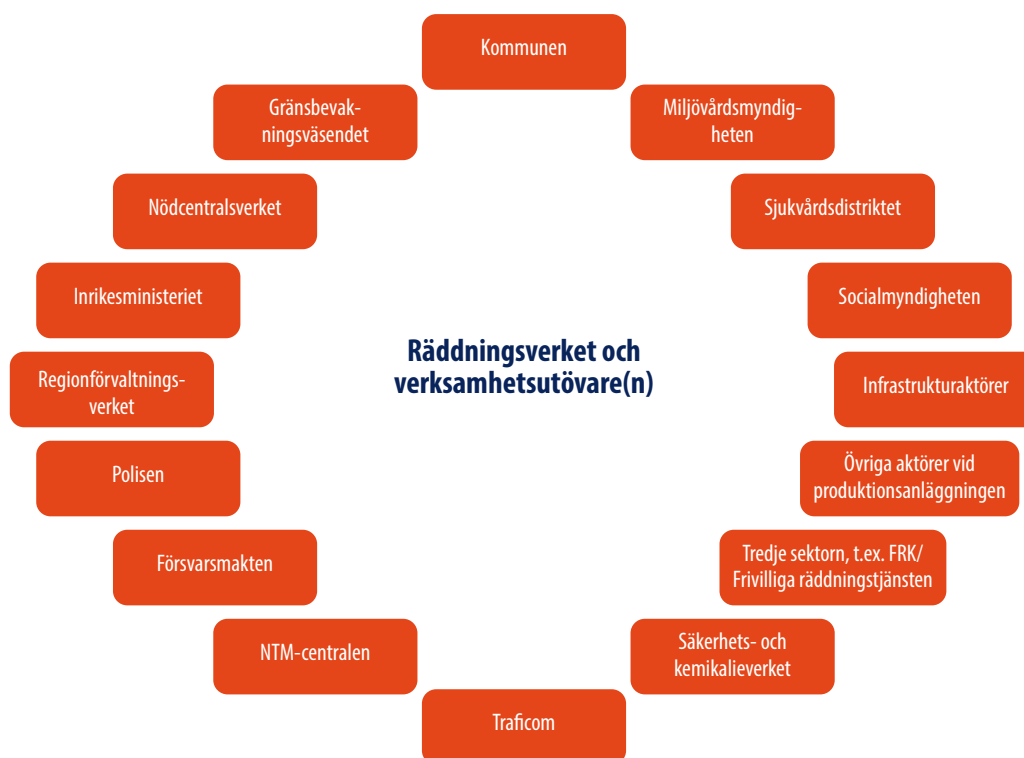 Kommunen
Gränsbevak-
ningsväsendet
Miljövårdsmyndig-
heten
Nödcentralsverket
Sjukvårdsdistriktet
Inrikesministeriet
Socialmyndigheten
Räddningsverket och
verksamhetsutövare(n)
Regionförvaltnings-
verket
Infrastrukturaktörer
Polisen
Övriga aktörer vid
produktionsanläggningen
Försvarsmakten
Tredje sektorn, t.ex. FRK/
Frivilliga räddningstjänsten
NTM-centralen
Säkerhets- och
kemikalieverket
Traficom